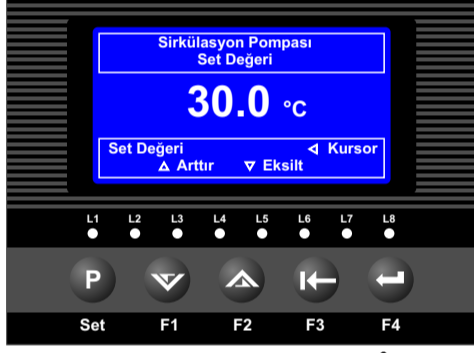 Sirkülasyon Pompası
Set Değeri
30.0 °C
Set Değeri Kursor
Arttır Eksilt
L1 L2 L3 L4 L5 L6 L7 L8
P
Set F1 F2 F3 F4